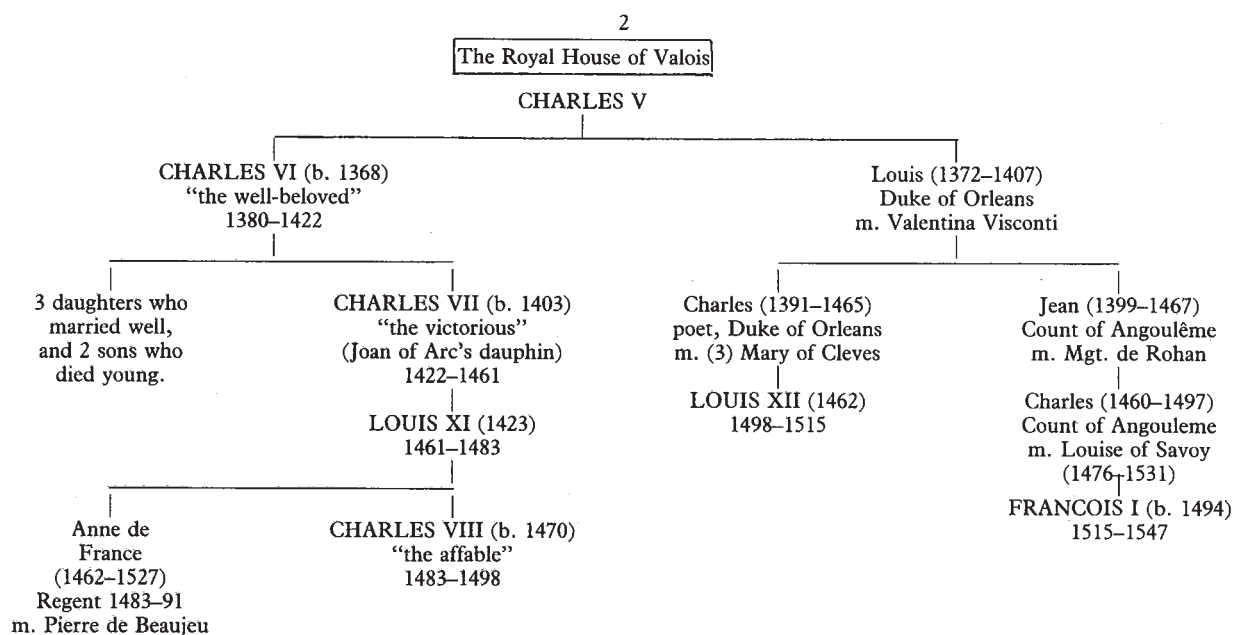 2
The Royal House of Valois
CHARLES V
CHARLES VI (b. 1368)
“the well-beloved”
1380–1422
Louis (1372–1407)
Duke of Orleans
m. Valentina Visconti
3 daughters who
married well,
and 2 sons who
died young.
CHARLES VII (b. 1403)
“the victorious”
(Joan of Arc's dauphin)
1422–1461
Charles (1391–1465)
poet, Duke of Orleans
m. (3) Mary of Cleves
Jean (1399–1467)
Count of Angoulême
m. Mgt. de Rohan
LOUIS XI (1423)
1461–1483
LOUIS XII (1462)
1498–1515
Charles (1460–1497)
Count of Angouleme
m. Louise of Savoy
(1476–1531)
Anne de
France
(1462–1527)
Regent 1483–91
m. Pierre de Beaujeu
CHARLES VIII (b. 1470)
“the affable”
1483–1498
FRANCOIS I (b. 1494)
1515–1547